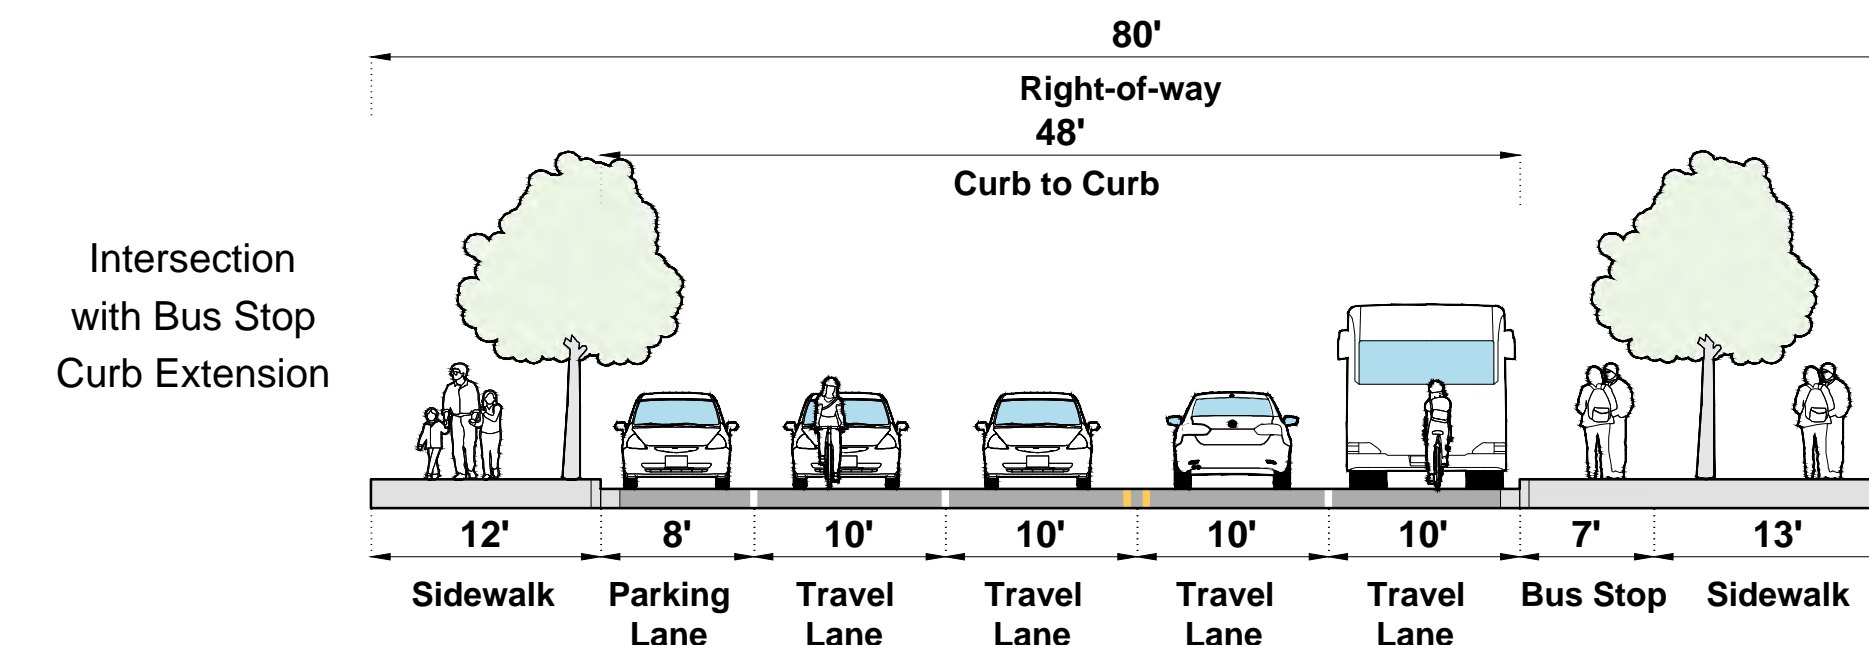 80'
Right-of-way
48'
Curb to Curb
Intersection
with Bus Stop
Curb Extension
12'
8'
10'
10'
10'
10'
7'
13'
Sidewalk
Parking
Lane
Travel
Lane
Travel
Lane
Travel
Lane
Travel
Lane
Bus Stop
Sidewalk